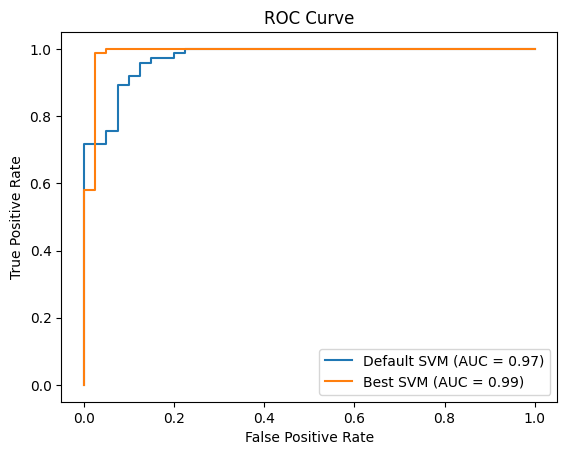 ROC Curve
True Positive Rate
1.0
0.8
0.6
0.4
0.2
0.0
Default SVM (AUC = 0.97)
Best SVM (AUC = 0.99)
0.0 0.2 0.4 0.6 0.8 1.0
False Positive Rate